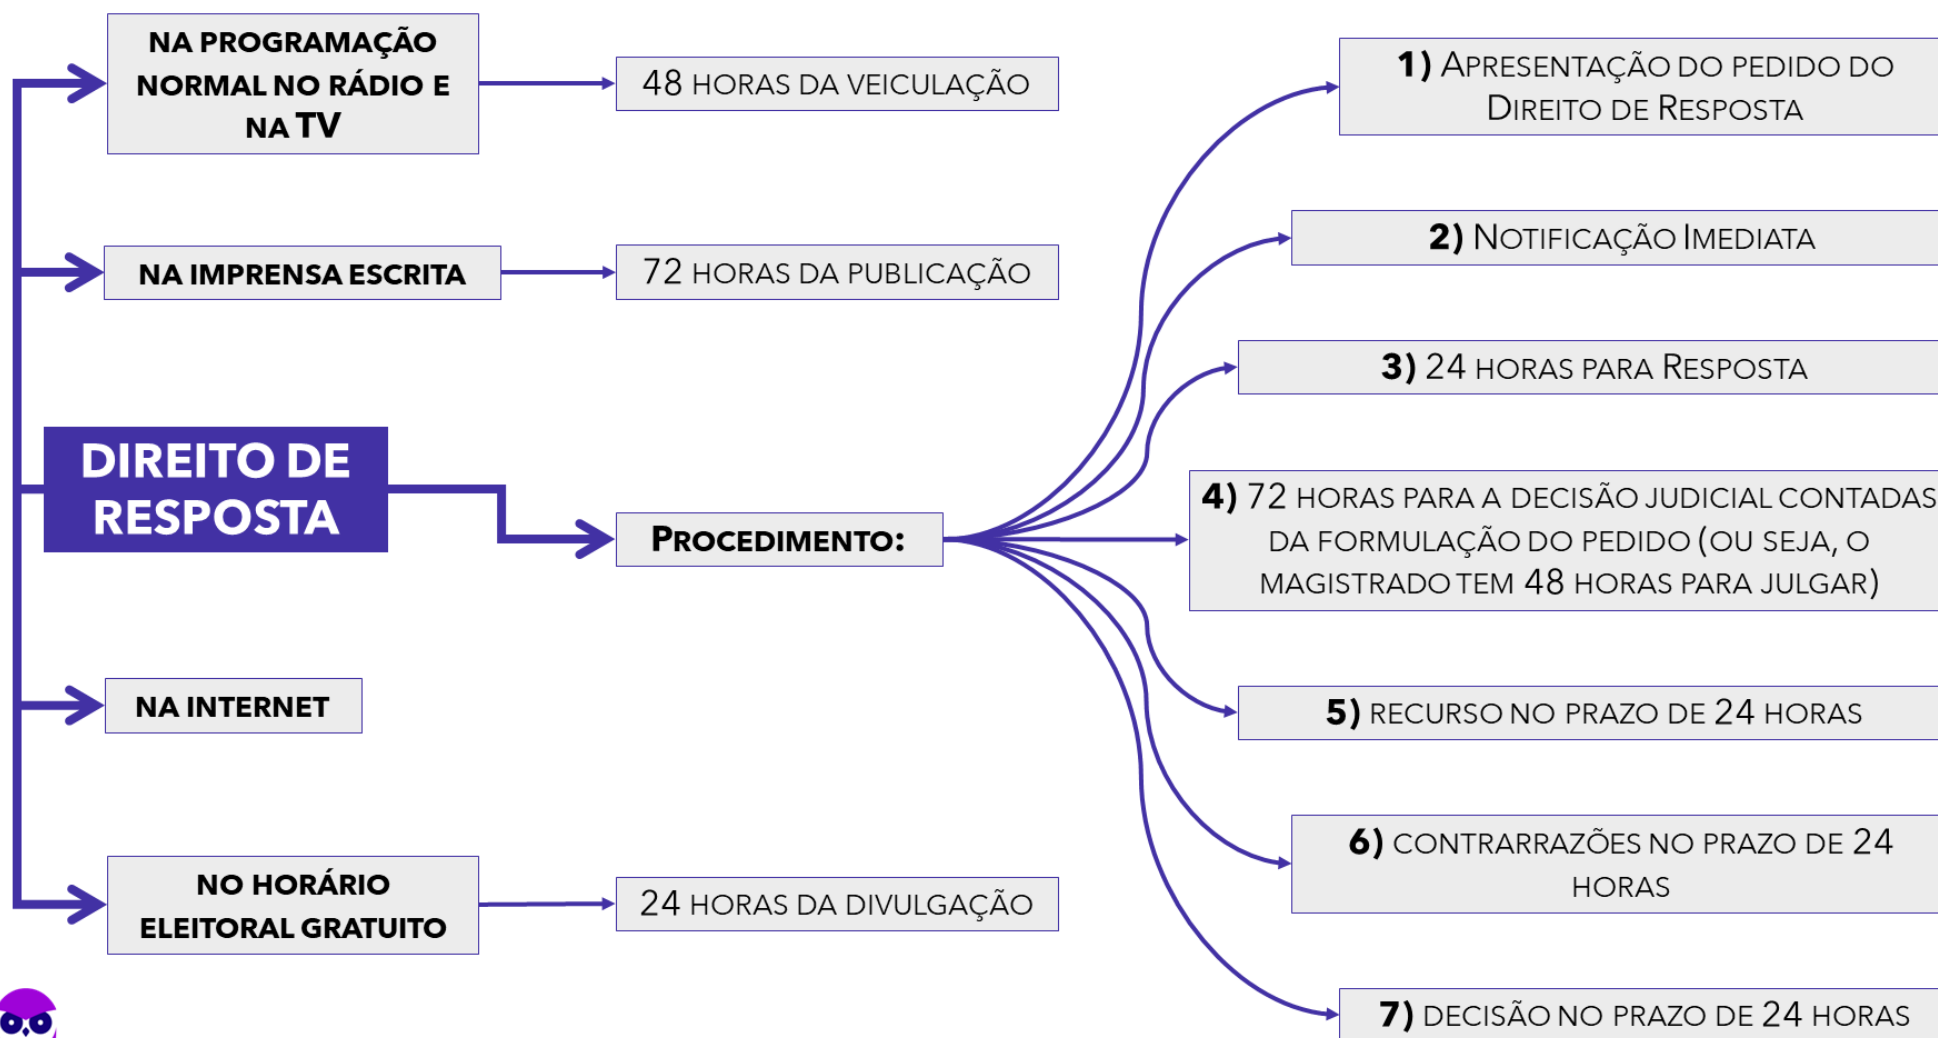 NA PROGRAMAÇÃO
NORMAL NO RÁDIO E
NA TV
48 HORAS DA VEICULAÇÃO
NA IMPRENSA ESCRITA
72 HORAS DA PUBLICAÇÃO
DIREITO DE
RESPOSTA
NA INTERNET
NO HORÁRIO
ELEITORAL GRATUITO
24 HORAS DA DIVULGAÇÃO
PROCEDIMENTO:
1) APRESENTAÇÃO DO PEDIDO DO
DIREITO DE RESPOSTA
2) NOTIFICAÇÃO IMEDIATA
3) 24 HORAS PARA RESPOSTA
4) 72 HORAS PARA A DECISÃO JUDICIAL CONTADAS
DA FORMULAÇÃO DO PEDIDO (OU SEJA, O
MAGISTRADO TEM 48 HORAS PARA JULGAR)
5) RECURSO NO PRAZO DE 24 HORAS
6) CONTRARRAZÕES NO PRAZO DE 24
HORAS
7) DECISÃO NO PRAZO DE 24 HORAS